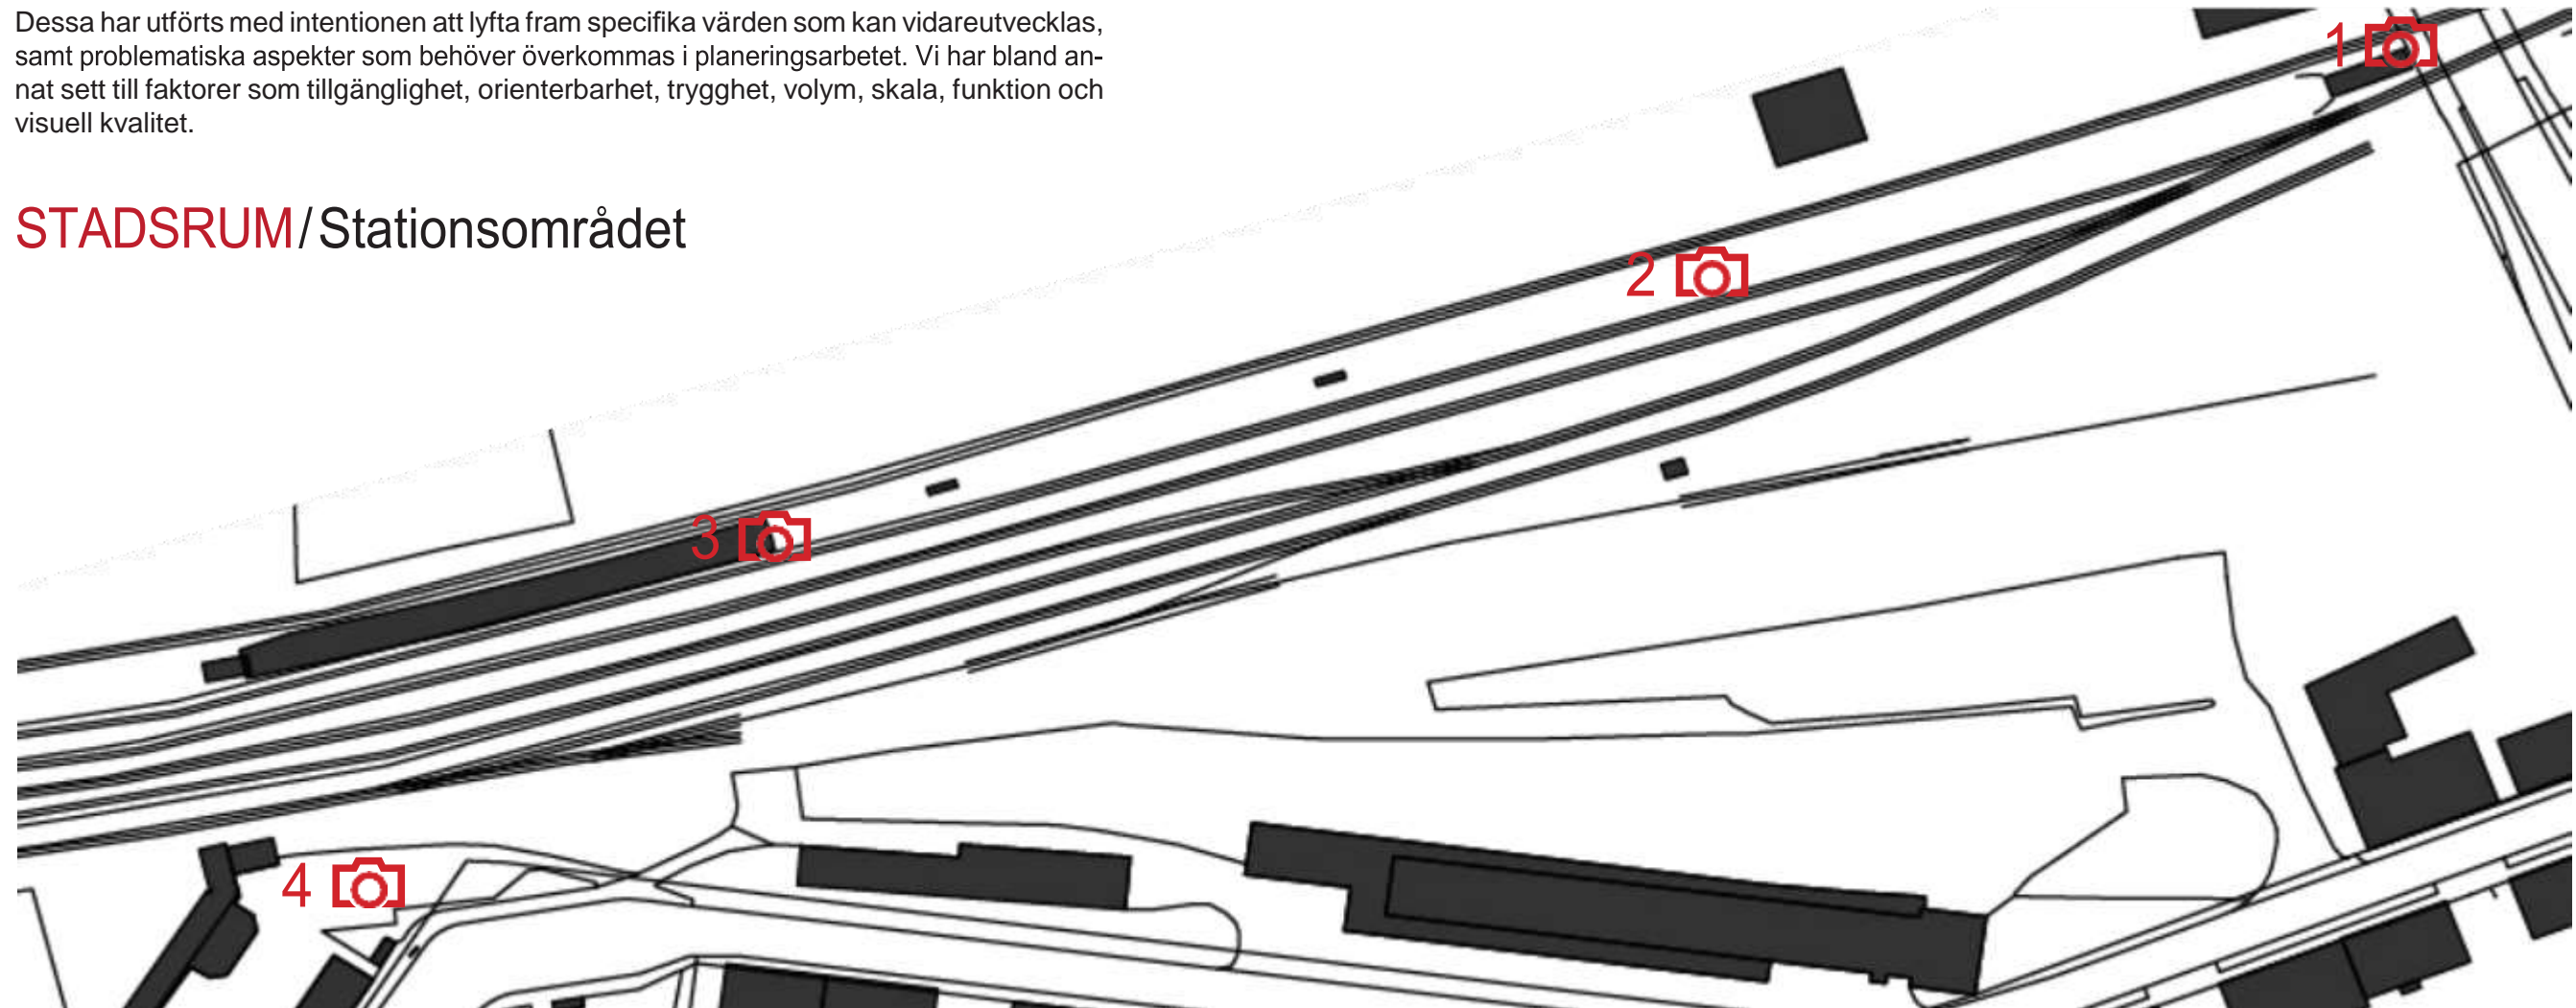 Dessa har utförts med intentionen att lyfta fram specifika värden som kan vidareutvecklas,
samt problematiska aspekter som behöver överkommas i planeringsarbetet. Vi har bland an-
nat sett till faktorer som tillgänglighet, orienterbarhet, trygghet, volym, skala, funktion och
visuell kvalitet.
STADSRUM/Stationsområdet
1
2
3
4